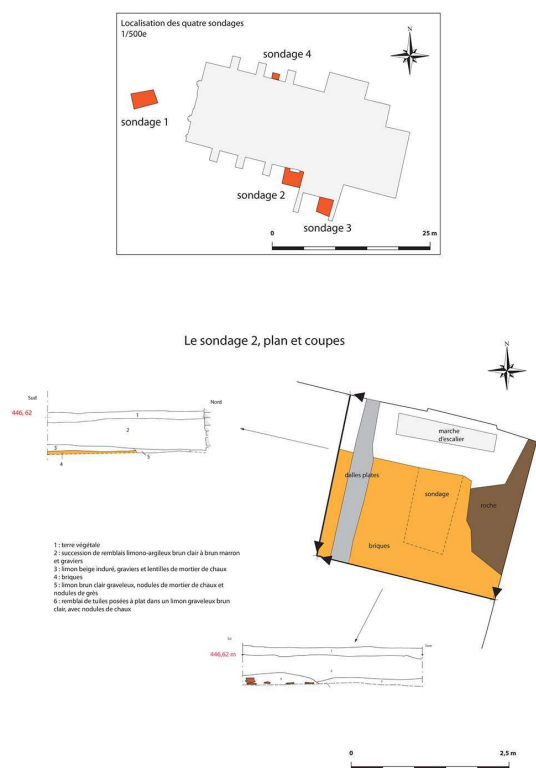 Localisation des quatre sondages
1/500e
N
sondage 4
sondage 1
sondage 2
sondage 3
0 25 m
Le sondage 2, plan et coupes
N
Sud Nord
446, 62
1
2
3
4
5
marche
d'escalier
dalles plates
sondage
roche
briques
1 : terre végétale
2 : succession de remblais limono-argileux brun clair à brun marron
et graviers
3 : limon beige induré, graviers et lentilles de mortier de chaux
4 : briques
5 : limon brun clair graveleux, nodules de mortier de chaux et
nodules de grès
6 : remblai de tuiles posées à plat dans un limon graveleux brun
clair, avec nodules de chaux
446,62 m
1
0 2,5 m